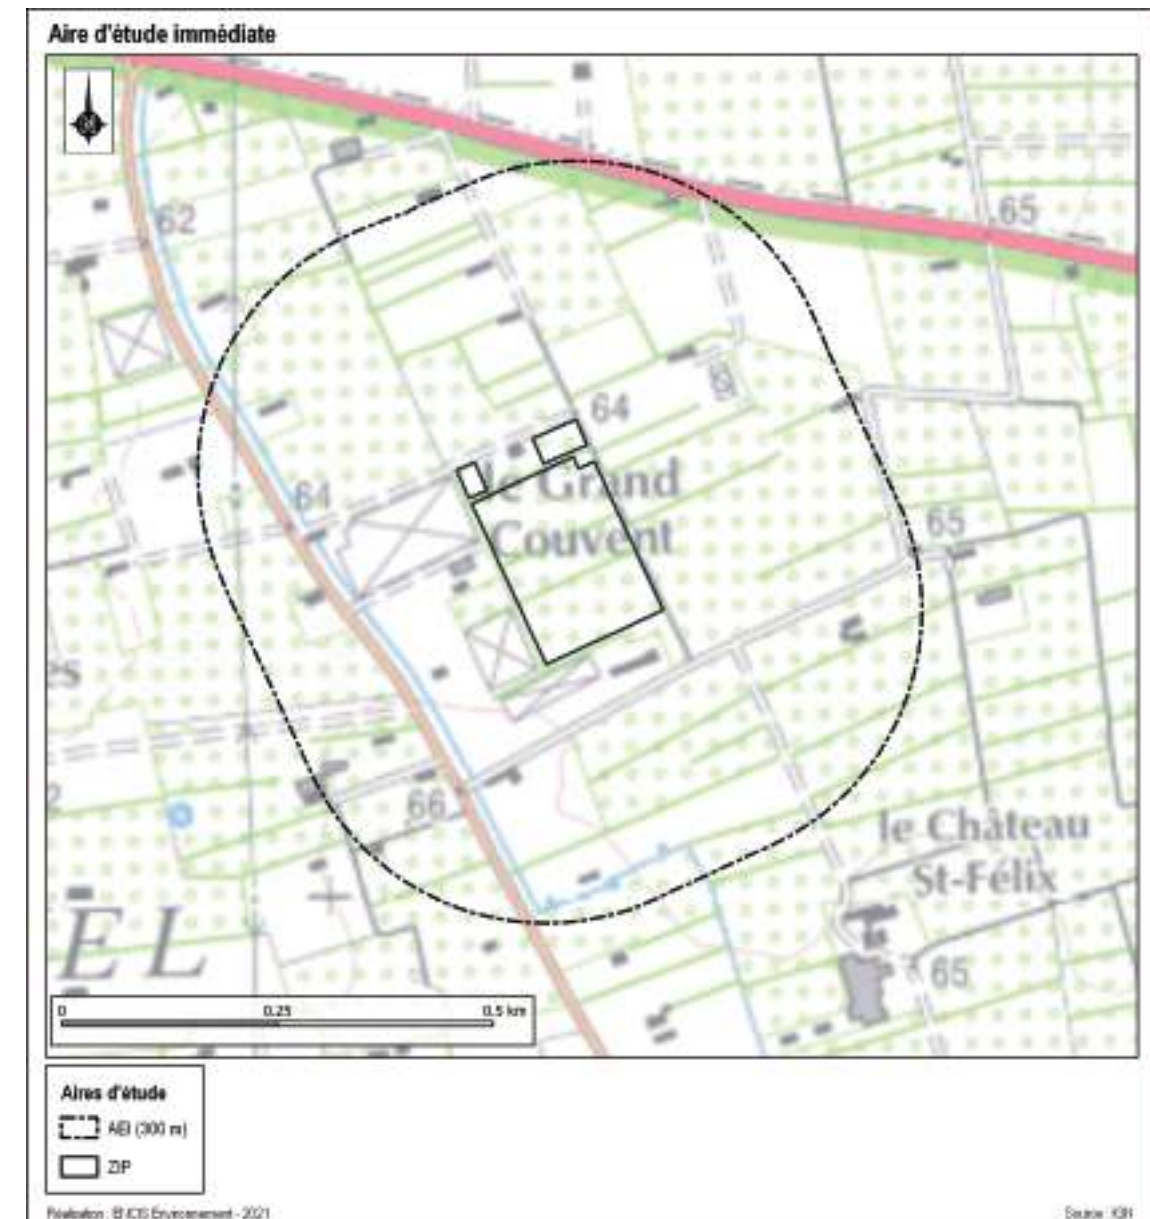 Aire d'étude immédiate
62
65
64
le Grand
Couvent
64
65
66
le Château
St-Félix
EL
65
0 0.25 0.5 km
Aires d'étude
AEI (300 m)
ZIP
Réalisation : ENCIS Environnement - 2021
Source : IGN